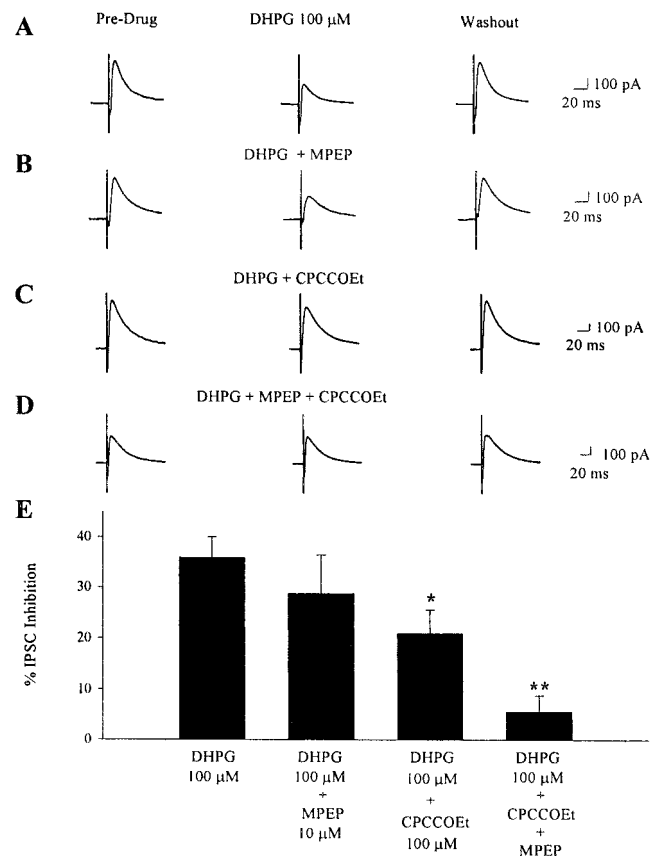 A
Pre-Drug
DHPG 100 µM
Washout
100 pA
20 ms
B
DHPG + MPEP
100 pA
20 ms
C
DHPG + CPCCOEt
100 pA
20 ms
D
DHPG + MPEP + CPCCOEt
100 pA
20 ms
E
% IPSC Inhibition
40
30
20
10
0
*
**
DHPG
100 µM
DHPG
100 µM
+
MPEP
10 µM
DHPG
100 µM
+
CPCCOEt
100 µM
DHPG
100 µM
+
CPCCOEt
+
MPEP